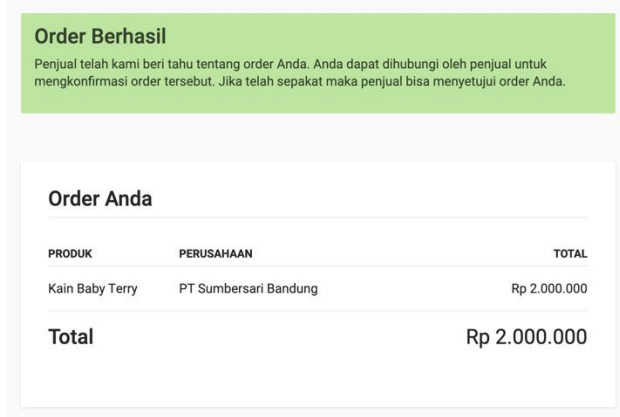 Order Berhasil
Penjual telah kami beri tahu tentang order Anda. Anda dapat dihubungi oleh penjual untuk
mengkonfirmasi order tersebut. Jika telah sepakat maka penjual bisa menyetujui order Anda.
Order Anda
PRODUK PERUSAHAAN TOTAL
Kain Baby Terry PT Sumbersari Bandung Rp 2.000.000
Total Rp 2.000.000